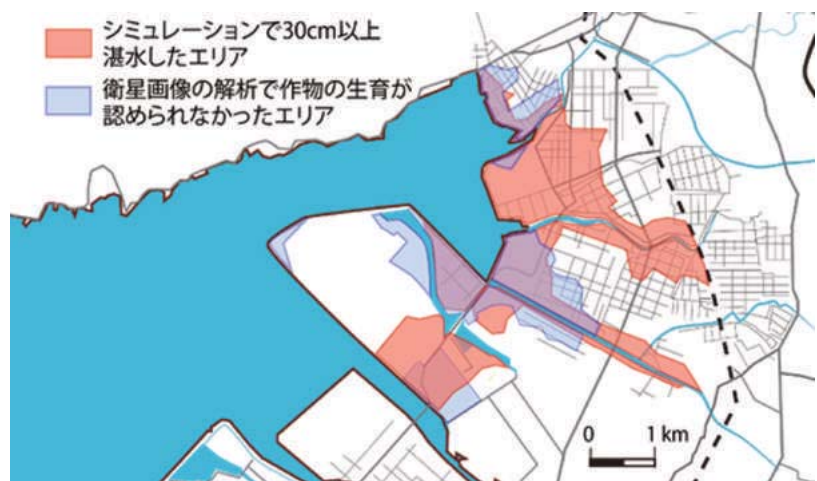 シミュレーションで30cm以上
湛水したエリア
衛星画像の解析で作物の生育が
認められなかったエリア
0 1 km